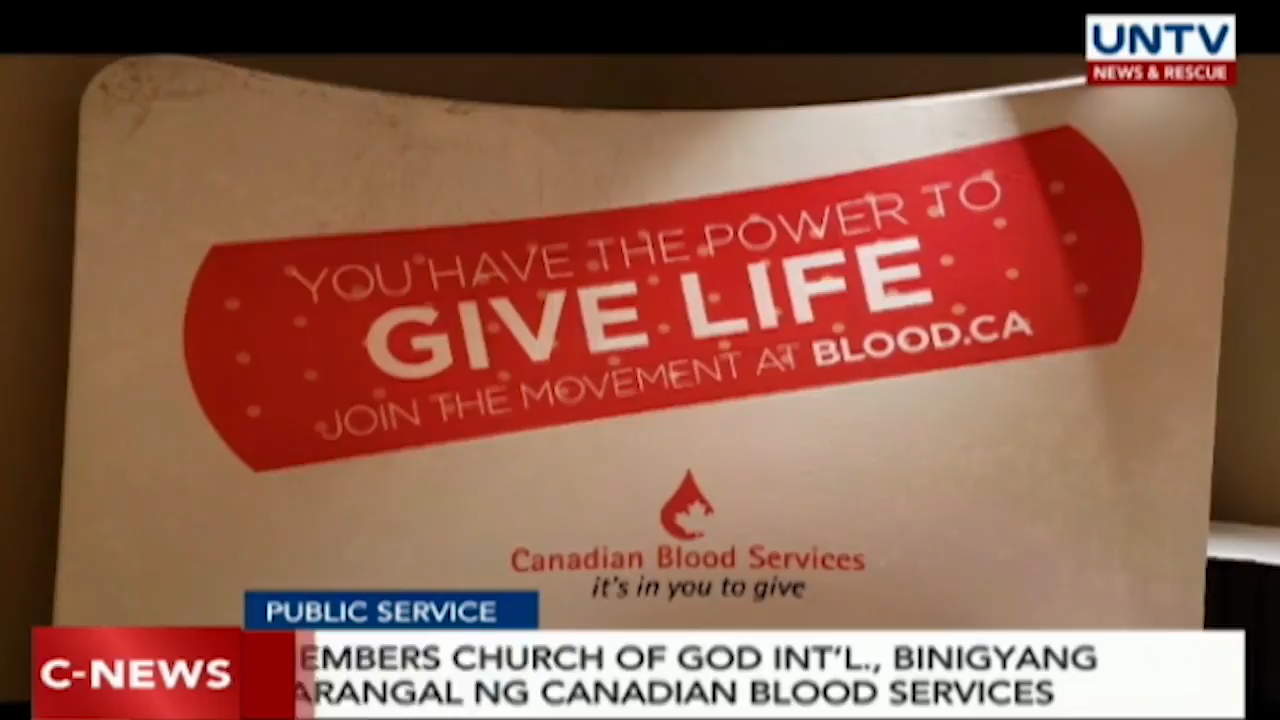 UNTV
NEWS & RESCUE
YOU HAVE THE POWER TO
GIVE LIFE
JOIN THE MOVEMENT AT BLOOD.CA
Canadian Blood Services
it's in you to give
PUBLIC SERVICE
C-NEWS
EMBERS CHURCH OF GOD INT'L., BINIGYANG
ARANGAL NG CANADIAN BLOOD SERVICES